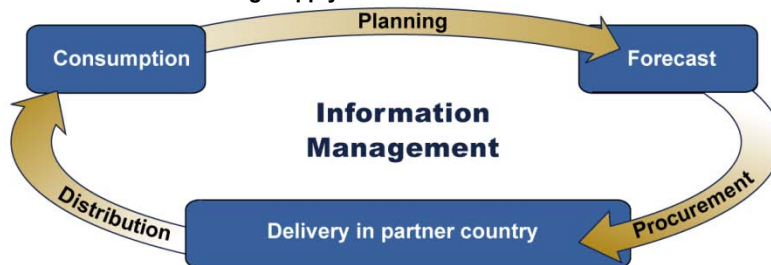 Planning
Consumption
Forecast
Information
Management
Distribution
Procurement
Delivery in partner country